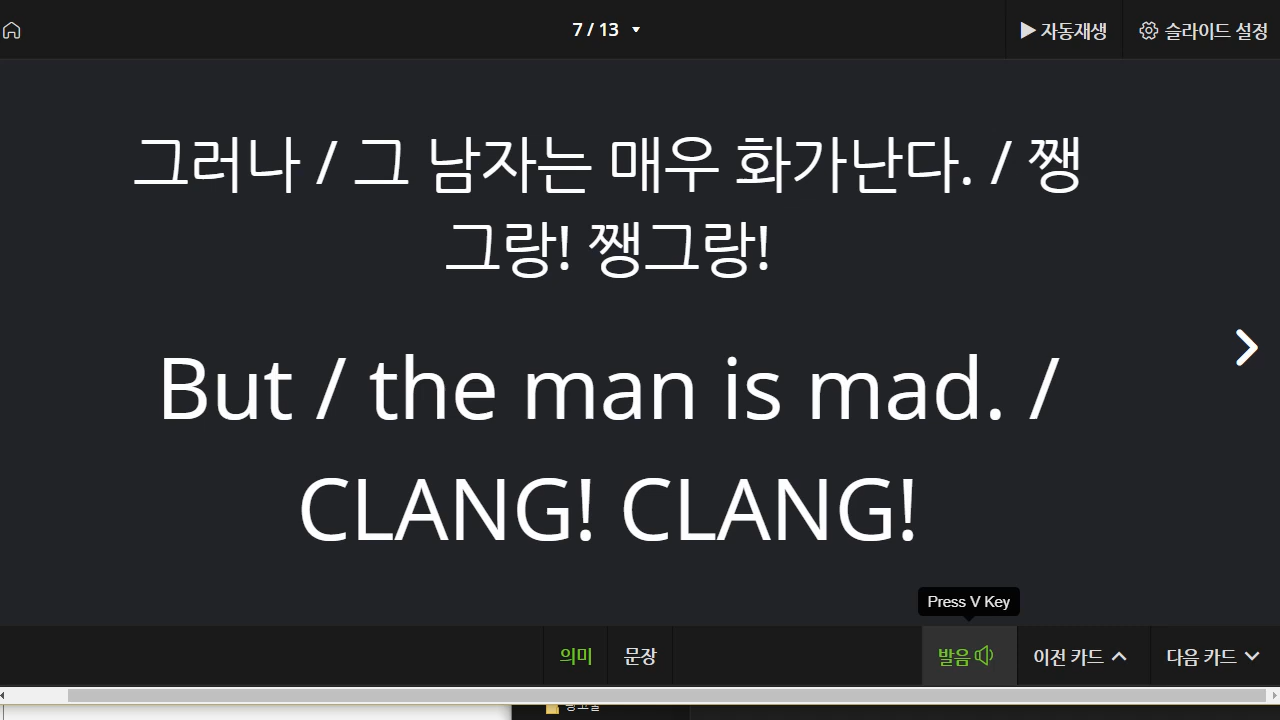 7 / 13
자동재생
슬라이드 설정
그러나 / 그 남자는 매우 화가난다. / 쨍
그랑! 쨍그랑!
But / the man is mad. /
CLANG! CLANG!
Press V Key
의미
문장
발음
이전 카드
다음 카드